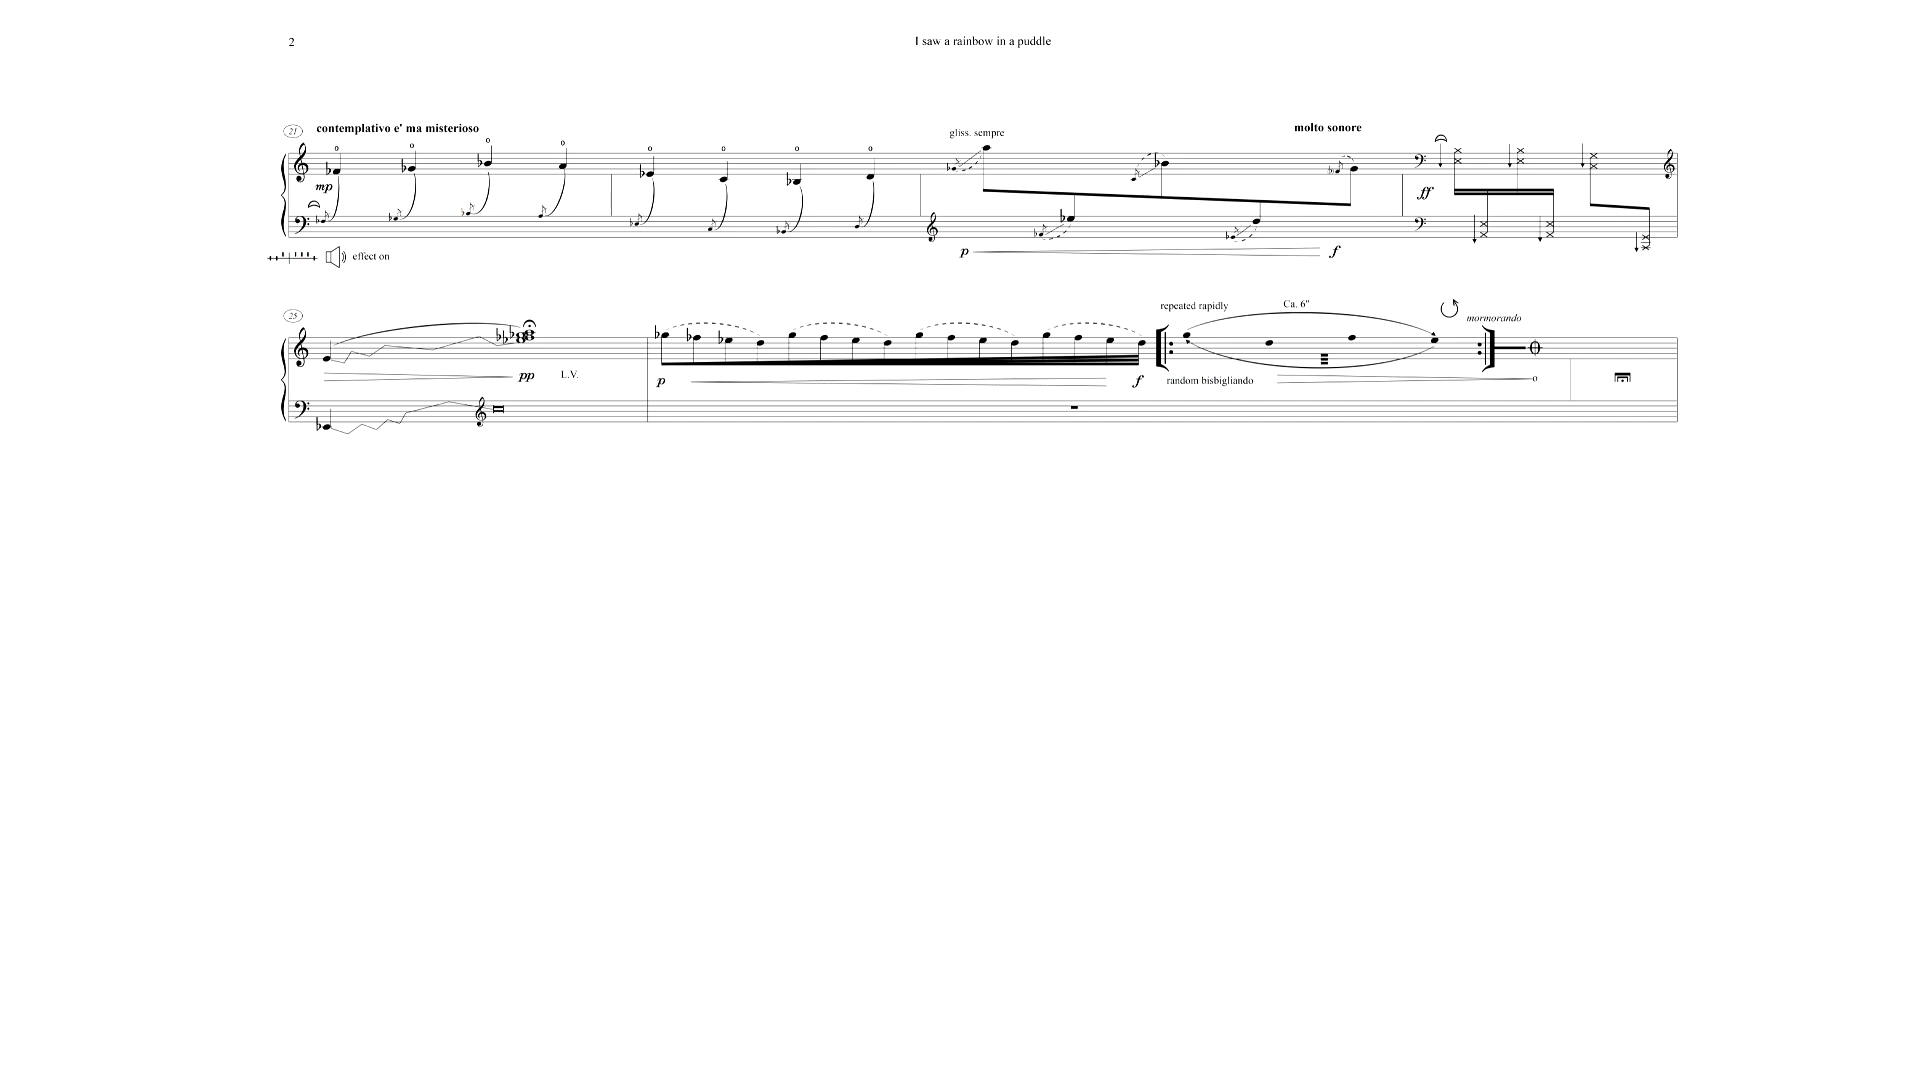 2
I saw a rainbow in a puddle
21
contemplativo e' ma misterioso
gliss. sempre
molto sonore
o o o o o o o o
mp
ff
p
f
effect on
25
repeated rapidly
Ca. 6"
mormorando
pp
L.V.
p
f
random bisbigliando
o